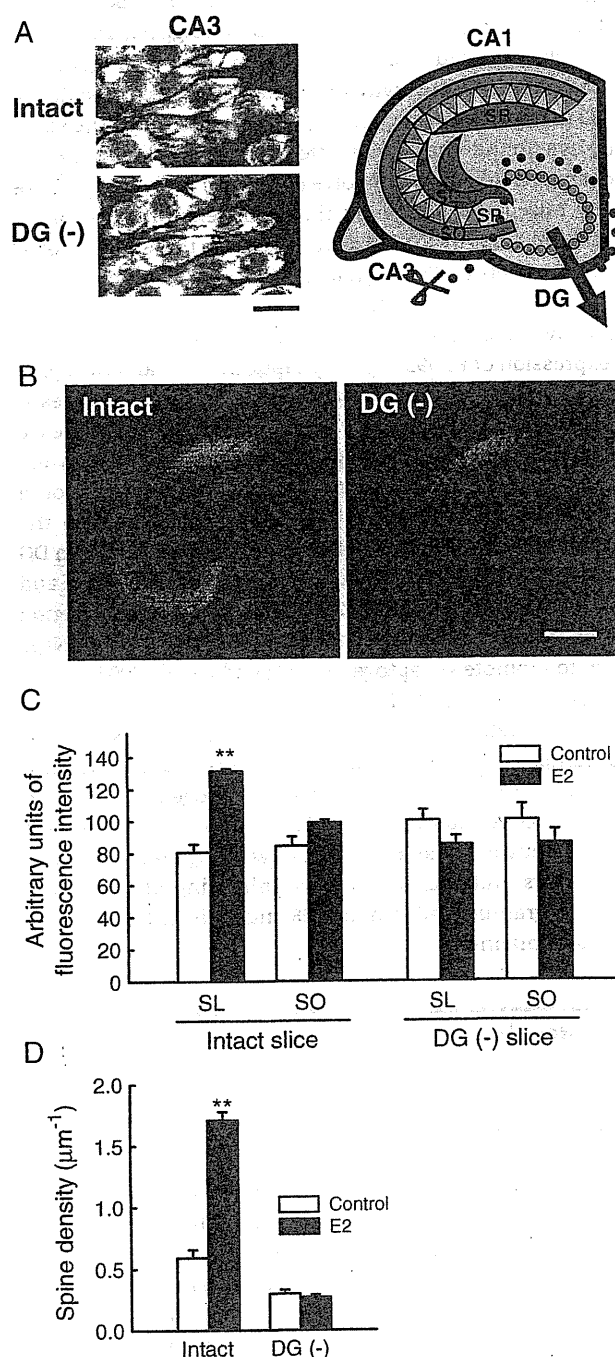 A
CA3
Intact
DG (-)
CA1
SR
SL
SP
SO
CA3
DG
B
Intact
DG (-)
C
Arbitrary units of
fluorescence intensity
140
120
100
80
60
40
20
0
**
Control
E2
SL
SO
SL
SO
Intact slice
DG (-) slice
D
Spine density (μm⁻¹)
2.0
1.5
1.0
0.5
0.0
**
Control
E2
Intact
DG (-)